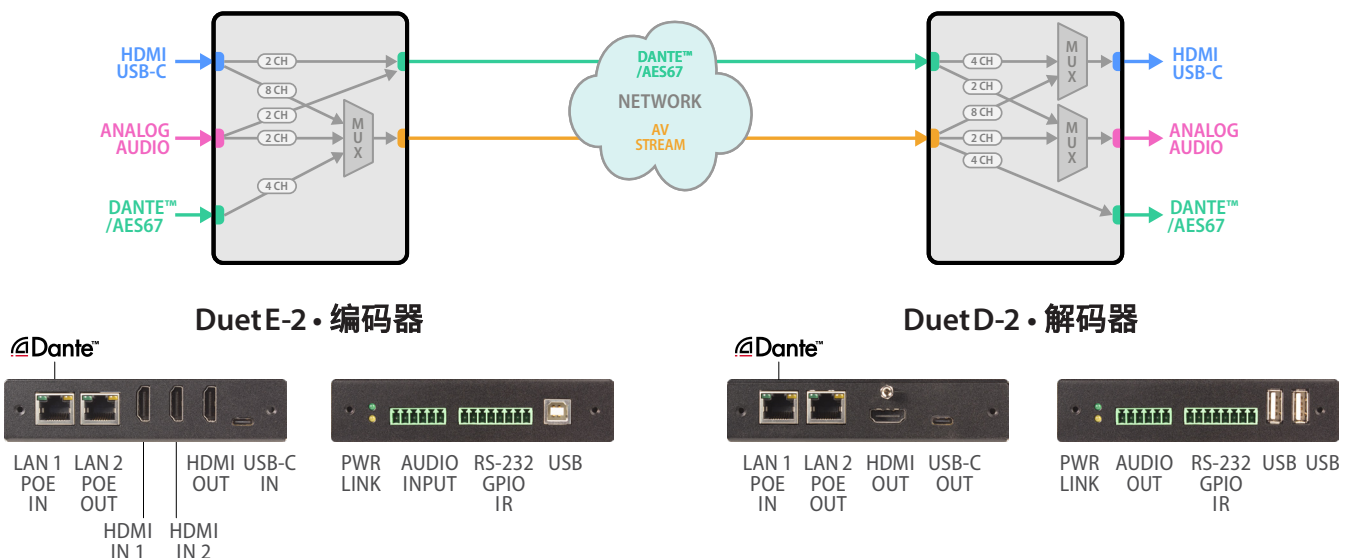 HDMI
USB-C
ANALOG
AUDIO
DANTE™
/AES67
2 CH
8 CH
2 CH
2 CH
4 CH
M
U
X
DANTE™
/AES67
NETWORK
AV
STREAM
4 CH
2 CH
8 CH
2 CH
4 CH
M
U
X
M
U
X
HDMI
USB-C
ANALOG
AUDIO
DANTE™
/AES67
Duet E-2 • 编码器
Duet D-2 • 解码器
Dante™
LAN 1
POE
IN
LAN 2
POE
OUT
HDMI
IN 1
HDMI
IN 2
HDMI
OUT
USB-C
IN
PWR
LINK
AUDIO
INPUT
RS-232
GPIO
IR
USB
Dante™
LAN 1
POE
IN
LAN 2
POE
OUT
HDMI
OUT
USB-C
OUT
PWR
LINK
AUDIO
OUT
RS-232
GPIO
IR
USB
USB